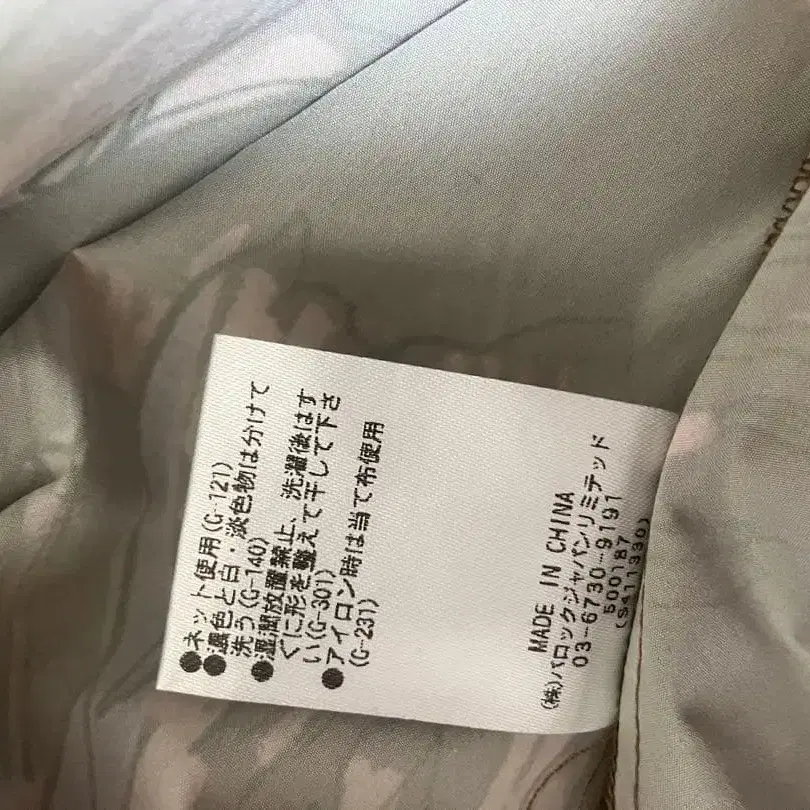 ●ネット使用(G-121)
●濃色と白・淡色物は分けて
洗う(G-140)
●湿潤放置禁止、洗濯後はす
ぐに形を整えて干して下さ
い(G-301)
●アイロン時は当て布使用
(G-231)
MADE IN CHINA
(株)バロックジャパンリミテッド
03-6730-9191
500187
(S411330)